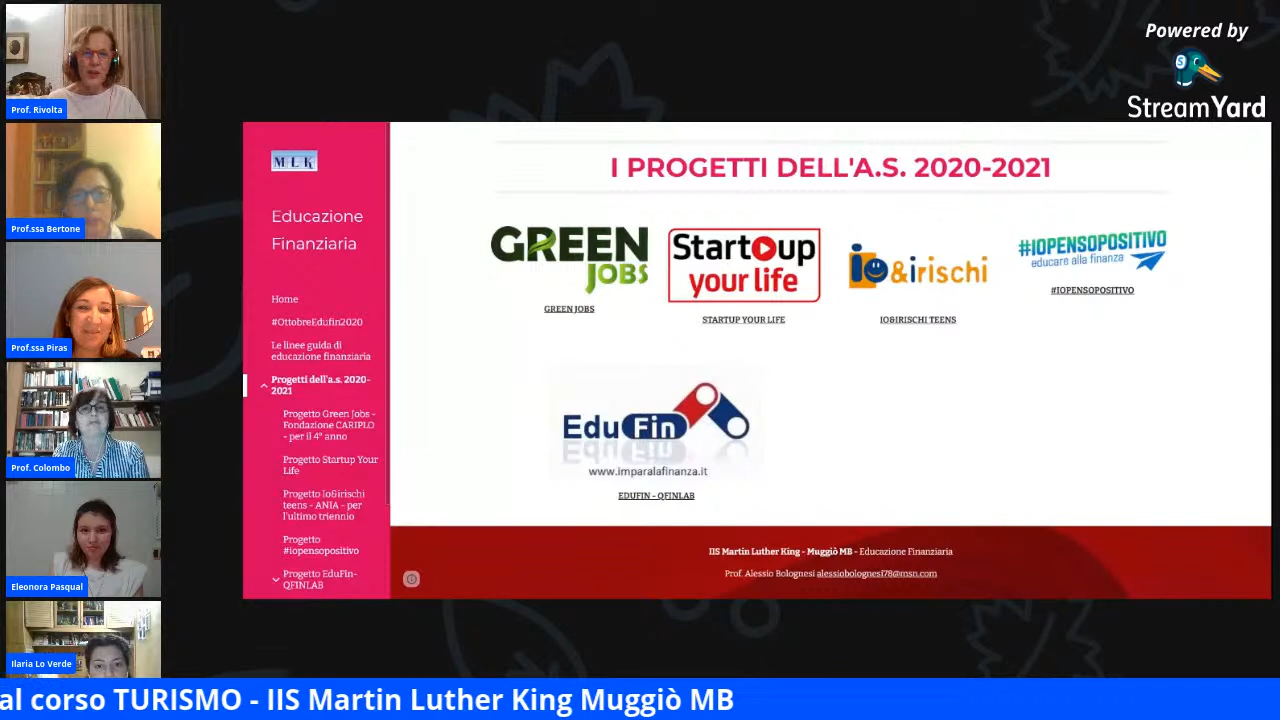 Prof. Rivolta
Prof.ssa Bertone
Prof.ssa Piras
Prof. Colombo
Eleonora Pasqual
Ilaria Lo Verde
Powered by
StreamYard
MLK
Educazione
Finanziaria
Home
#OttobreEdufin2020
Le linee guida di
educazione finanziaria
Progetti dell'a.s. 2020-
2021
Progetto Green Jobs -
Fondazione CARIPLO
- per il 4° anno
Progetto Startup Your
Life
Progetto Io&irischi
teens - ANIA - per
l'ultimo triennio
Progetto
#iopensopositivo
Progetto EduFin-
QFINLAB
I PROGETTI DELL'A.S. 2020-2021
GREEN
JOBS
GREEN JOBS
Start up
your life
STARTUP YOUR LIFE
io&irischi
IO&IRISCHI TEENS
#IOPENSOPOSITIVO
educare alla finanza
#IOPENSOPOSITIVO
EduFin
www.imparalafinanza.it
EDUFIN - QFINLAB
IIS Martin Luther King - Muggiò MB - Educazione Finanziaria
Prof. Alessio Bolognesi alessiobolognesi78@msn.com
al corso TURISMO - IIS Martin Luther King Muggiò MB